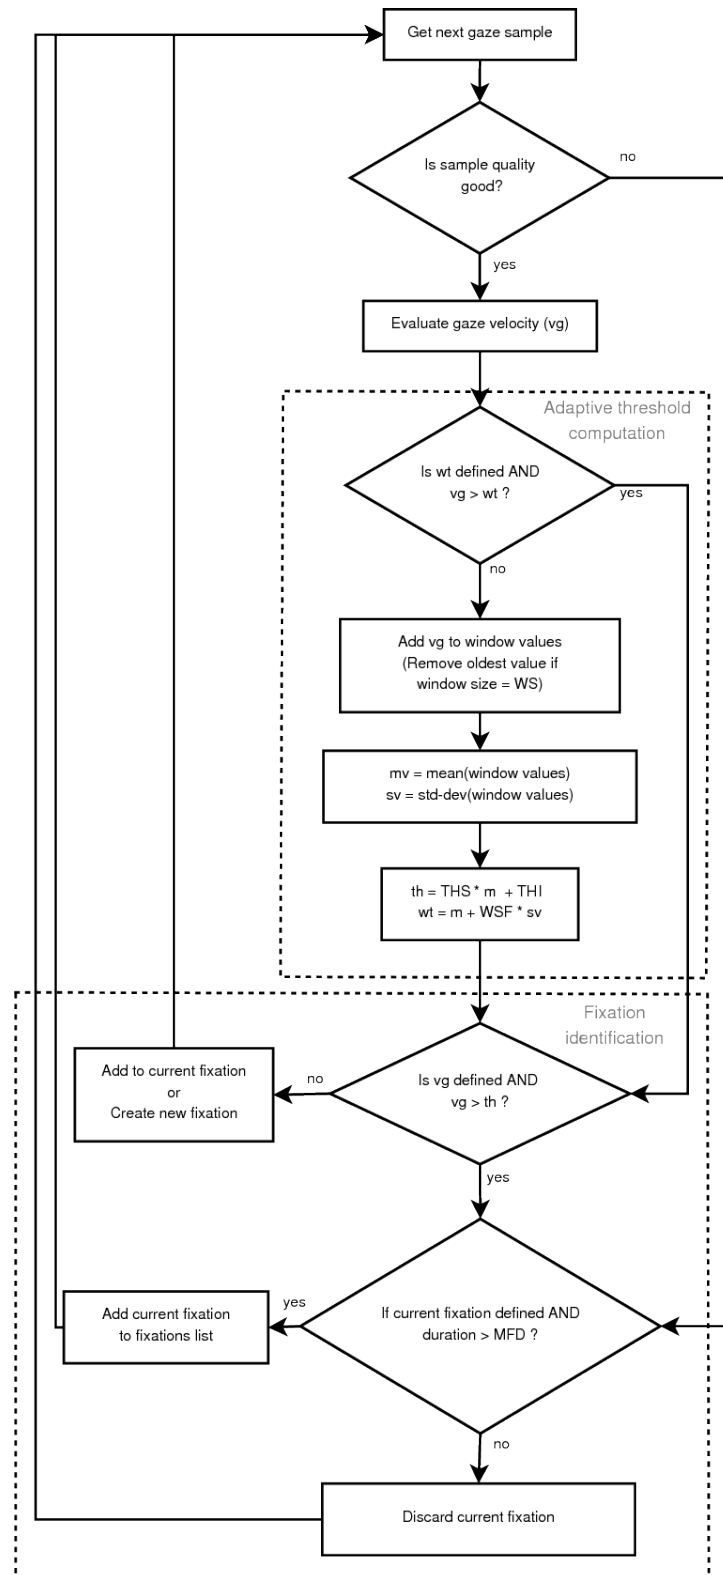 Get next gaze sample
Is sample quality
good?
no
yes
Evaluate gaze velocity (vg)
Adaptive threshold
computation
Is wt defined AND
vg > wt ?
yes
no
Add vg to window values
(Remove oldest value if
window size = WS)
mv = mean(window values)
sv = std-dev(window values)
th = THS * m + THI
wt = m + WSF * sv
Fixation
identification
Is vg defined AND
vg > th ?
no
Add to current fixation
or
Create new fixation
yes
If current fixation defined AND
duration > MFD ?
yes
Add current fixation
to fixations list
no
Discard current fixation